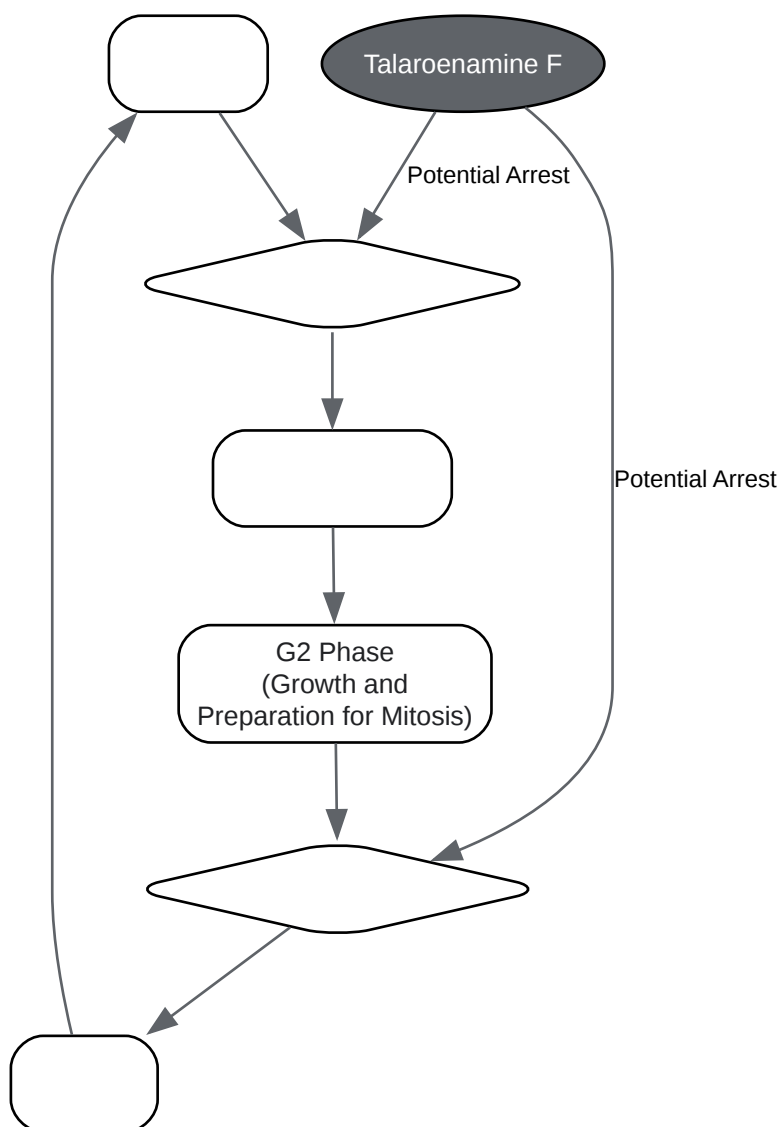 Talaroenamine F
Potential Arrest
Potential Arrest
G2 Phase
(Growth and
Preparation for Mitosis)